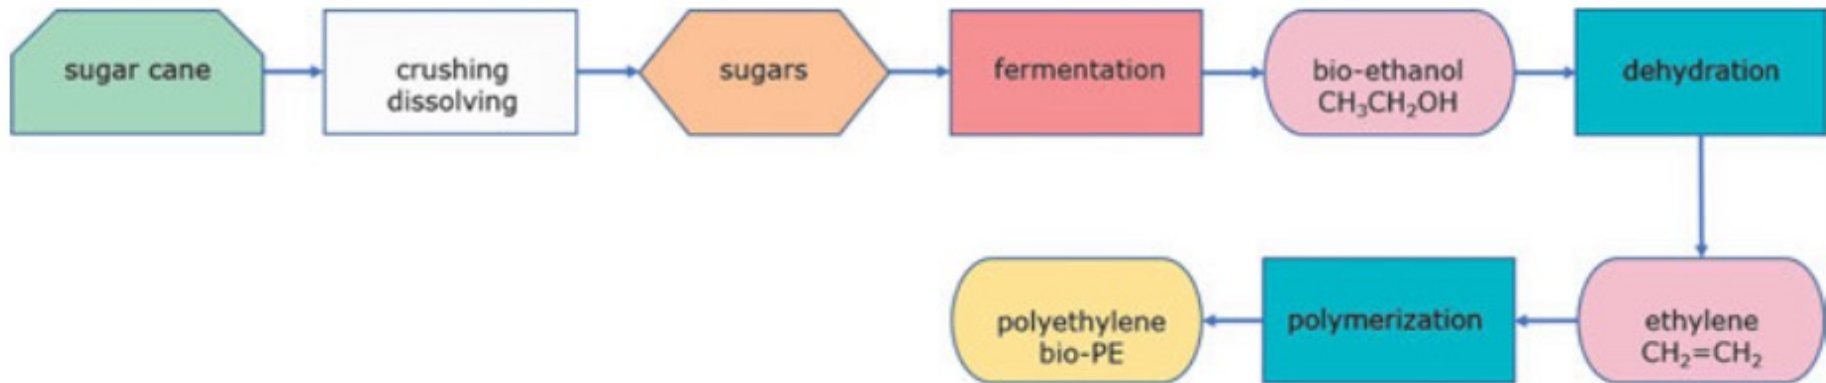 sugar cane
crushing
dissolving
sugars
fermentation
bio-ethanol
CH₃CH₂OH
dehydration
ethylene
CH₂=CH₂
polymerization
polyethylene
bio-PE